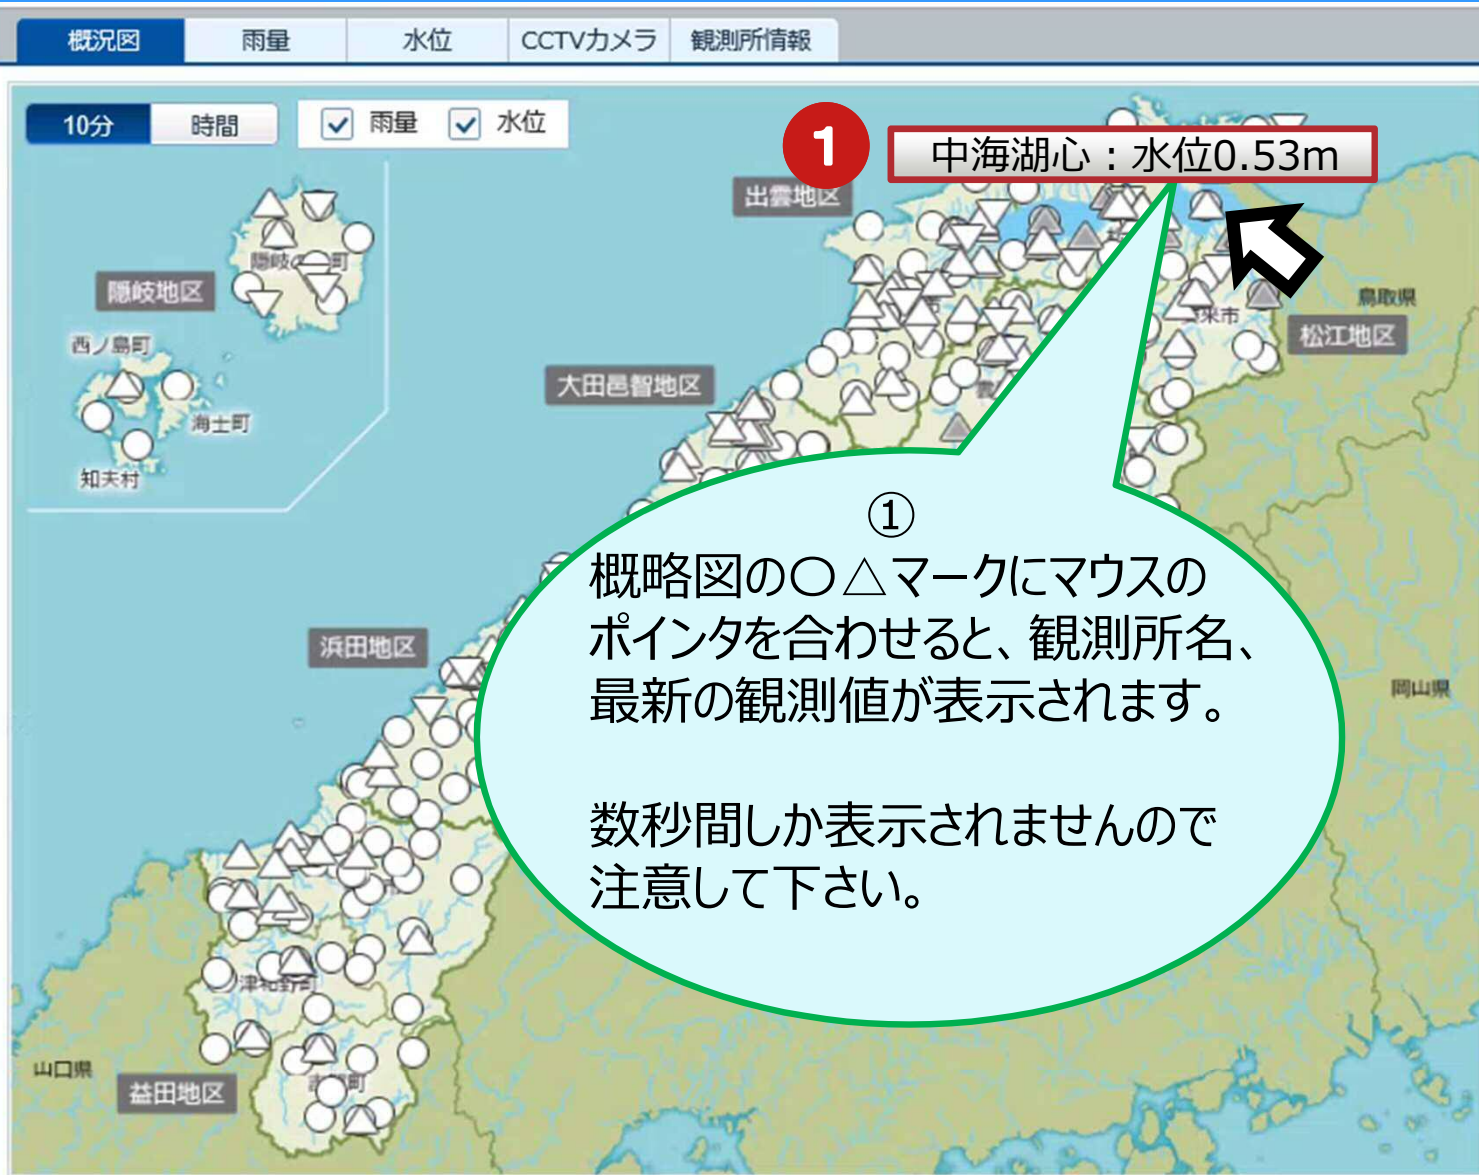 概況図
雨量
水位
CCTVカメラ
観測所情報
10分
時間
雨量
水位
1
中海湖心：水位0.53m
出雲地区
隠岐地区
鳥取県
松江地区
西ノ島町
大田邑智地区
海士町
知夫村
①
概略図の〇△マークにマウスの
ポインタを合わせると、観測所名、
最新の観測値が表示されます。
数秒間しか表示されませんので
注意して下さい。
浜田地区
岡山県
津和野町
山口県
益田地区